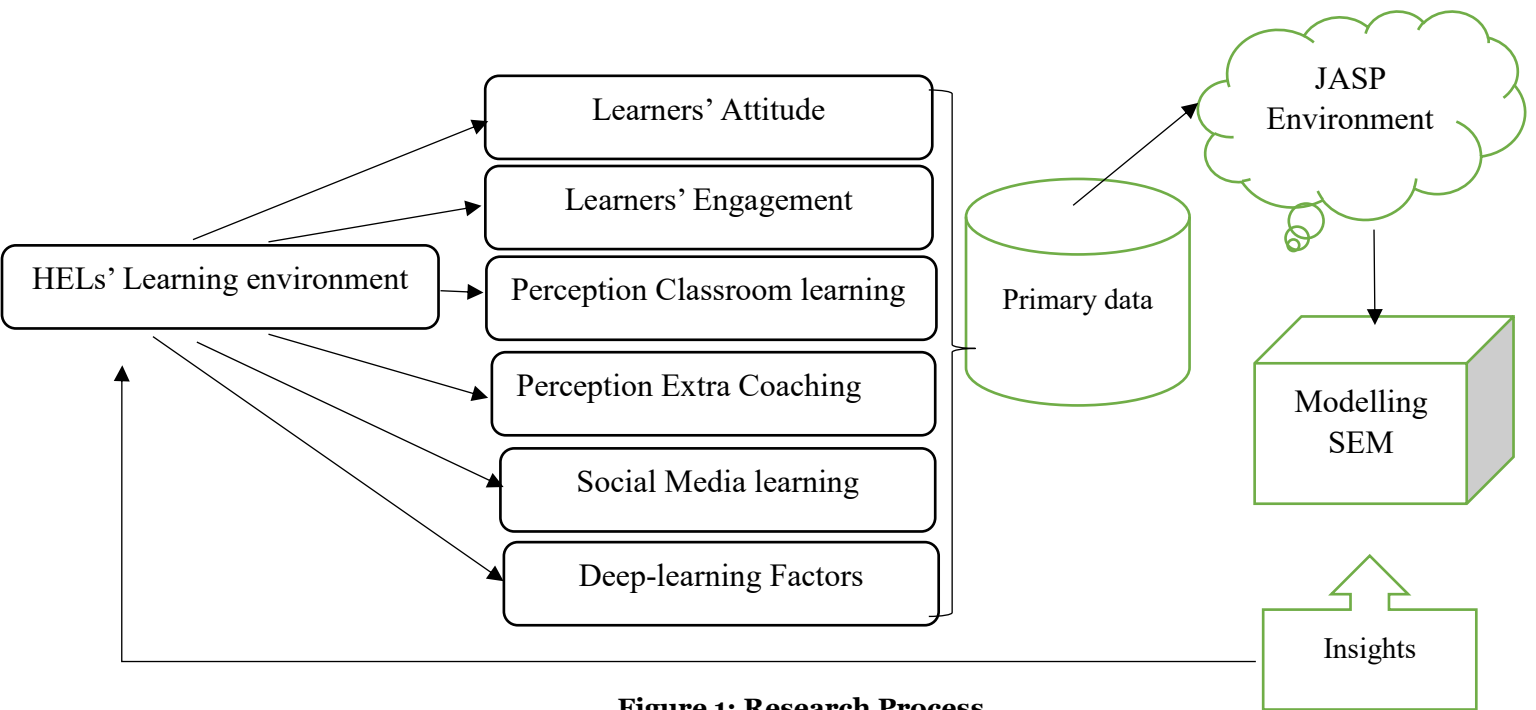 HELs’ Learning environment
Learners’ Attitude
Learners’ Engagement
Perception Classroom learning
Perception Extra Coaching
Social Media learning
Deep-learning Factors
Primary data
JASP
Environment
Modelling
SEM
Insights
Figure 1: Research Process